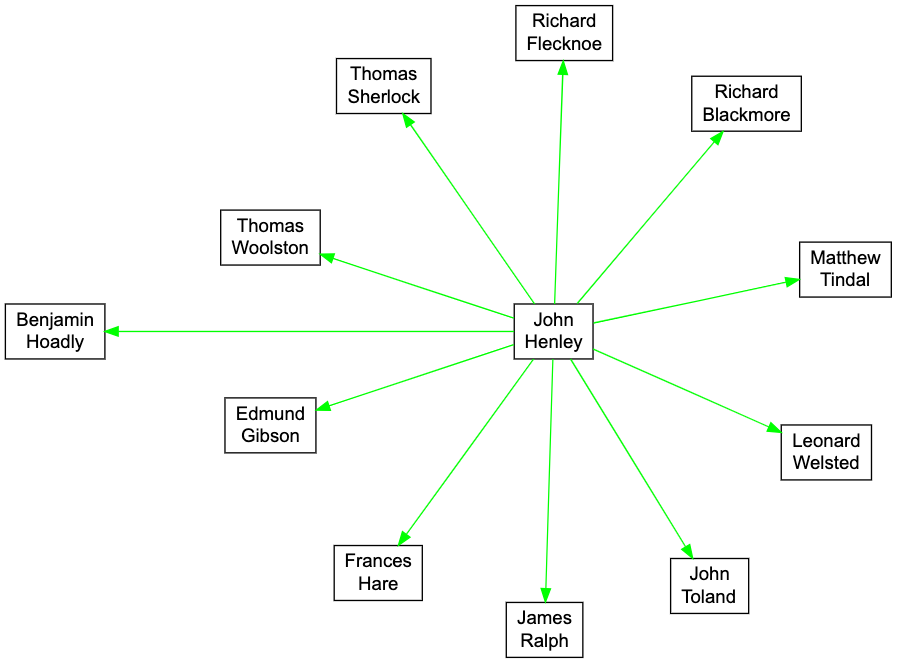 Richard
Flecknoe
Thomas
Sherlock
Richard
Blackmore
Thomas
Woolston
Matthew
Tindal
Benjamin
Hoadly
John
Henley
Edmund
Gibson
Leonard
Welsted
Frances
Hare
John
Toland
James
Ralph